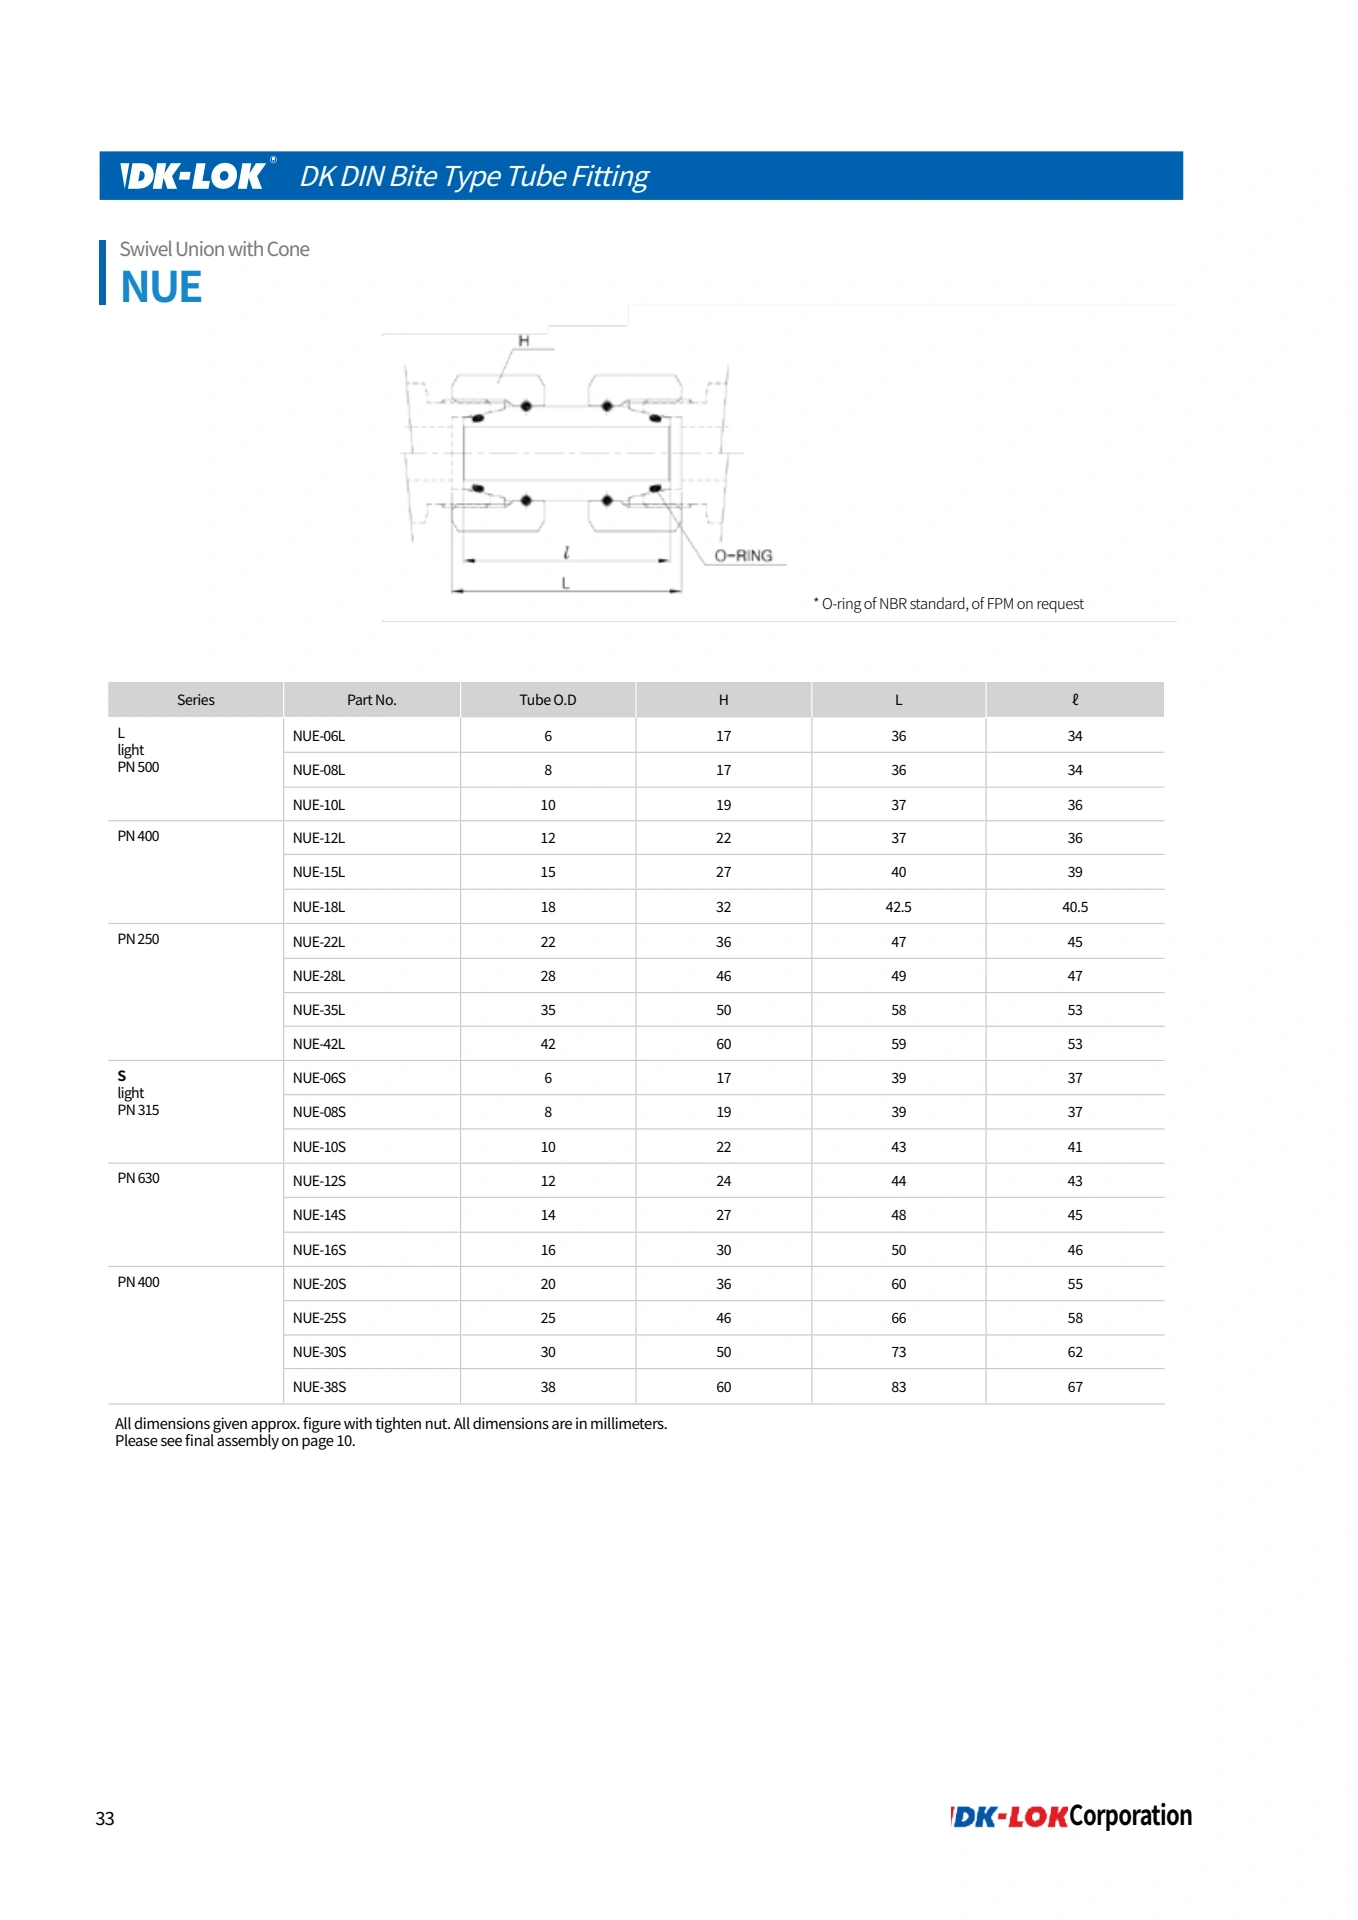 DK-LOK® DK DIN Bite Type Tube Fitting
Swivel Union with Cone
NUE
H
l
L
O-RING
* O-ring of NBR standard, of FPM on request
Series Part No. Tube O.D H L ℓ
L
light
PN 500
NUE-06L 6 17 36 34
NUE-08L 8 17 36 34
NUE-10L 10 19 37 36
PN 400
NUE-12L 12 22 37 36
NUE-15L 15 27 40 39
NUE-18L 18 32 42.5 40.5
PN 250
NUE-22L 22 36 47 45
NUE-28L 28 46 49 47
NUE-35L 35 50 58 53
NUE-42L 42 60 59 53
S
light
PN 315
NUE-06S 6 17 39 37
NUE-08S 8 19 39 37
NUE-10S 10 22 43 41
PN 630
NUE-12S 12 24 44 43
NUE-14S 14 27 48 45
NUE-16S 16 30 50 46
PN 400
NUE-20S 20 36 60 55
NUE-25S 25 46 66 58
NUE-30S 30 50 73 62
NUE-38S 38 60 83 67
All dimensions given approx. figure with tighten nut. All dimensions are in millimeters.
Please see final assembly on page 10.
33
DK-LOK Corporation